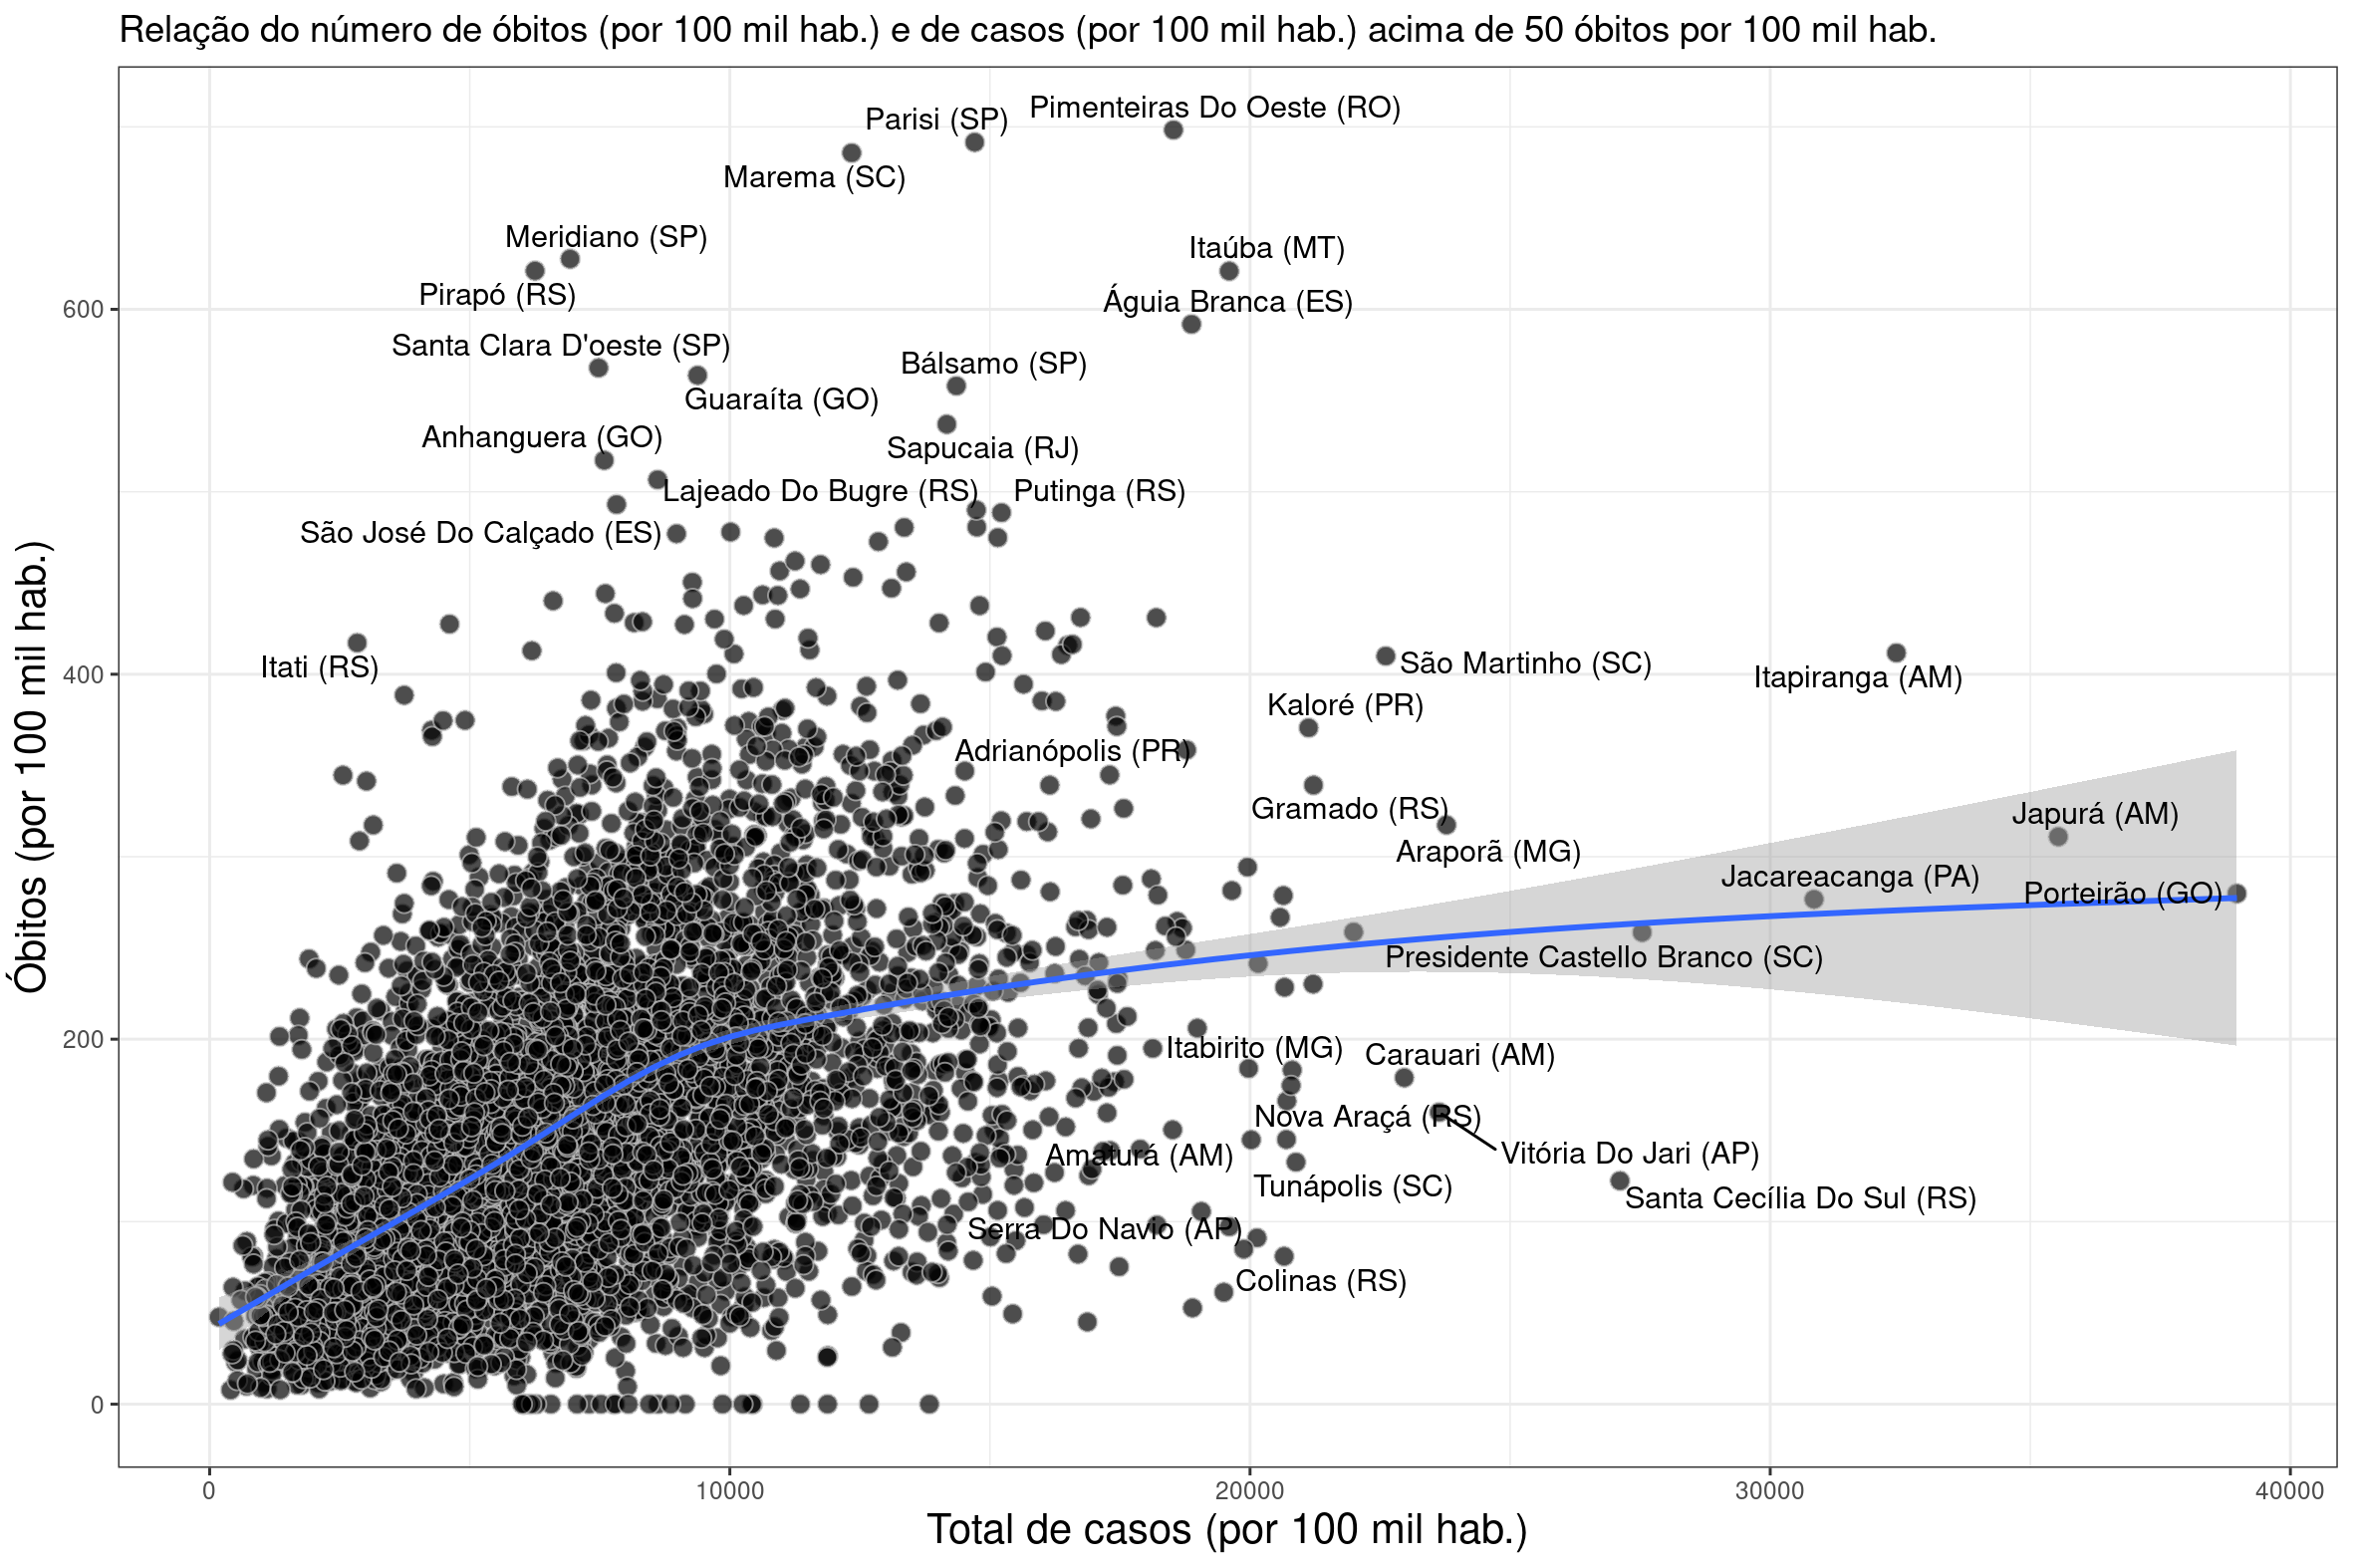 Relação do número de óbitos (por 100 mil hab.) e de casos (por 100 mil hab.) acima de 50 óbitos por 100 mil hab.
Pimenteiras Do Oeste (RO)
Parisi (SP)
Marema (SC)
Meridiano (SP)
Itaúba (MT)
Pirapó (RS)
Águia Branca (ES)
600
Santa Clara D'oeste (SP)
Bálsamo (SP)
Guaraíta (GO)
Anhanguera (GO)
Sapucaia (RJ)
Lajeado Do Bugre (RS)
Putinga (RS)
São José Do Calçado (ES)
Itati (RS)
São Martinho (SC)
Itapiranga (AM)
400
Kaloré (PR)
Adrianópolis (PR)
Gramado (RS)
Japurá (AM)
Araporã (MG)
Jacareacanga (PA)
Porteirão (GO)
Presidente Castello Branco (SC)
200
Itabirito (MG)
Carauari (AM)
Nova Araçá (RS)
Amaturá (AM)
Vitória Do Jari (AP)
Tunápolis (SC)
Santa Cecília Do Sul (RS)
Serra Do Navio (AP)
Colinas (RS)
0
Óbitos (por 100 mil hab.)
0 10000 20000 30000 40000
Total de casos (por 100 mil hab.)